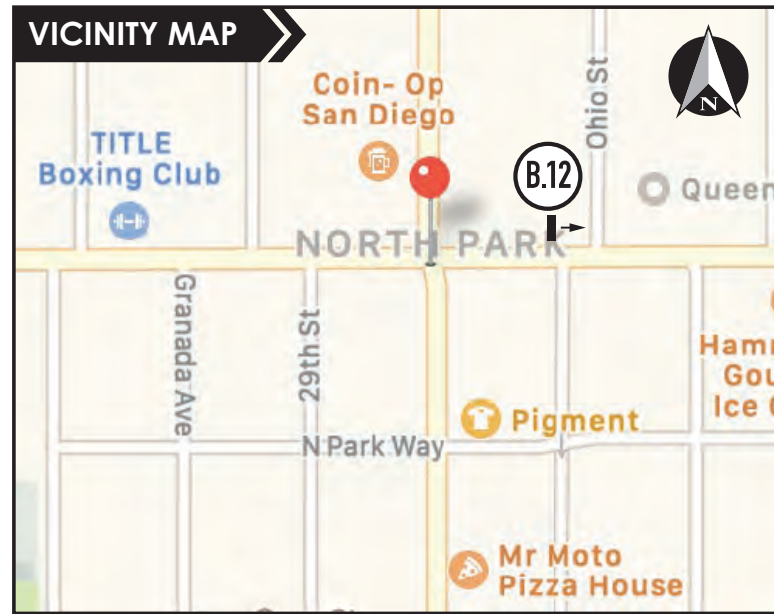 VICINITY MAP
N
Coin- Op
San Diego
Ohio St
TITLE
Boxing Club
B.12
Queen
NORTH PARK
Granada Ave
29th St
Hamm
Gou
Ice
Pigment
N Park Way
Mr Moto
Pizza House